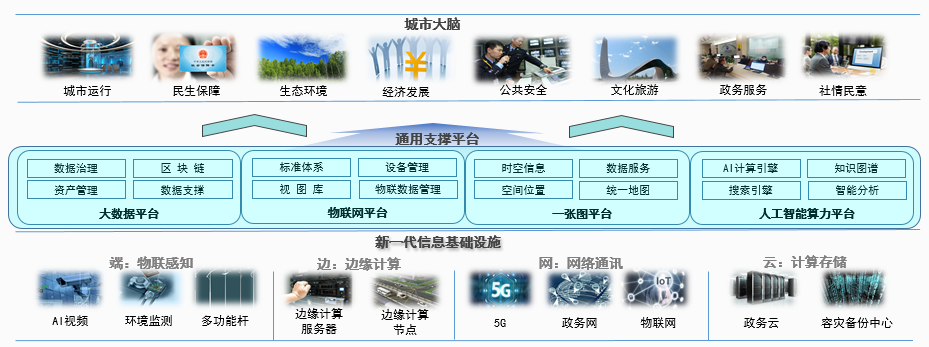 城市大脑
城市运行 民生保障 生态环境 经济发展 公共安全 文化旅游 政务服务 社情民意
通用支撑平台
数据治理 区块链 标准体系 设备管理 时空信息 数据服务 AI计算引擎 知识图谱
资产管理 数据支撑 视图库 物联数据管理 空间位置 统一地图 搜索引擎 智能分析
大数据平台 物联网平台 一张图平台 人工智能算力平台
新一代信息基础设施
端：物联感知 边：边缘计算 网：网络通讯 云：计算存储
5G IoT
AI视频 环境监测 多功能杆 边缘计算 边缘计算 5G 政务网 物联网 政务云 容灾备份中心
服务器 节点